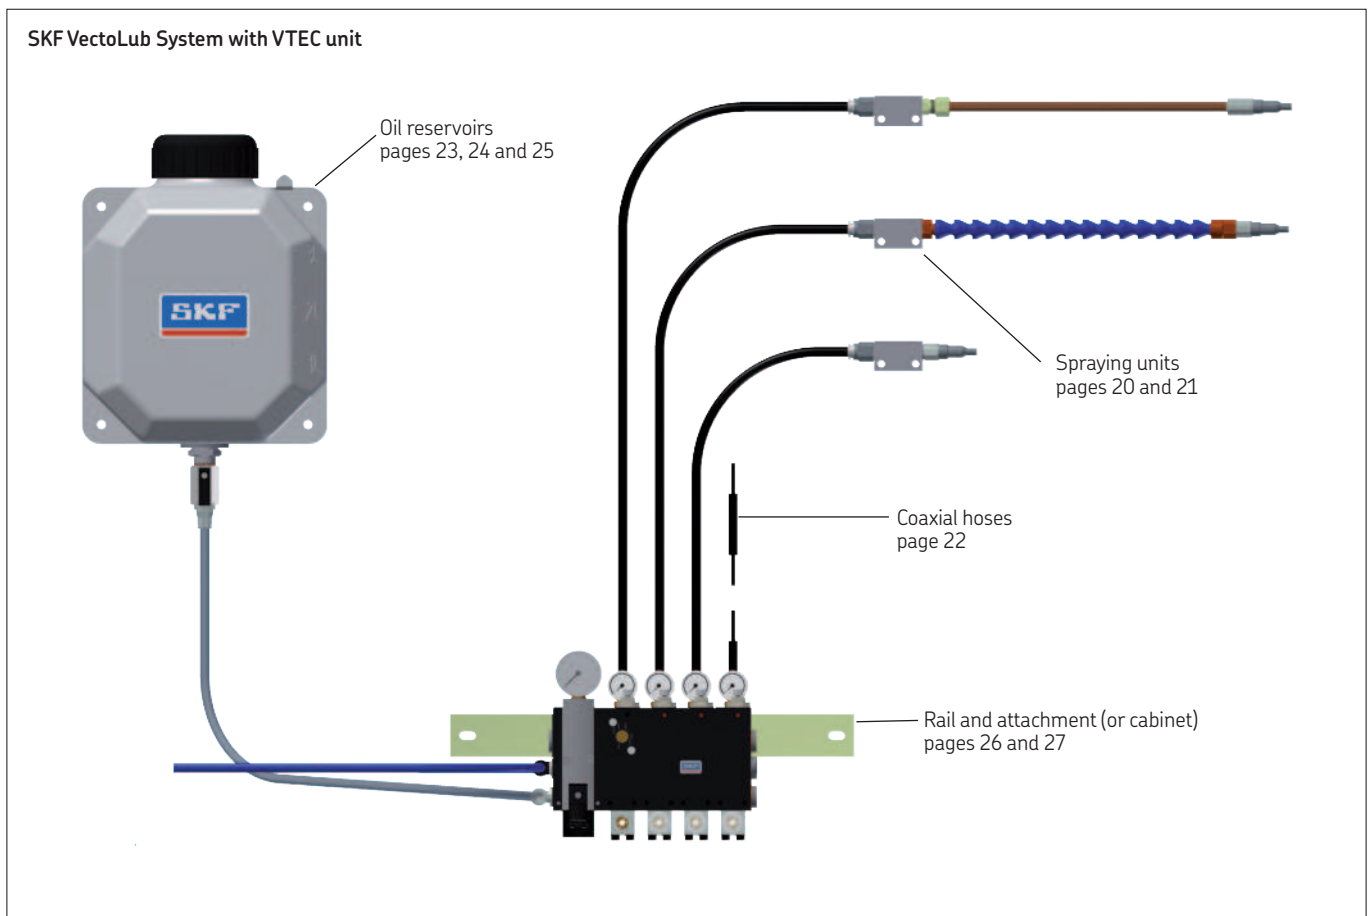 SKF VectoLub System with VTEC unit
Oil reservoirs
pages 23, 24 and 25
SKF
Spraying units
pages 20 and 21
Coaxial hoses
page 22
Rail and attachment (or cabinet)
pages 26 and 27
SKF